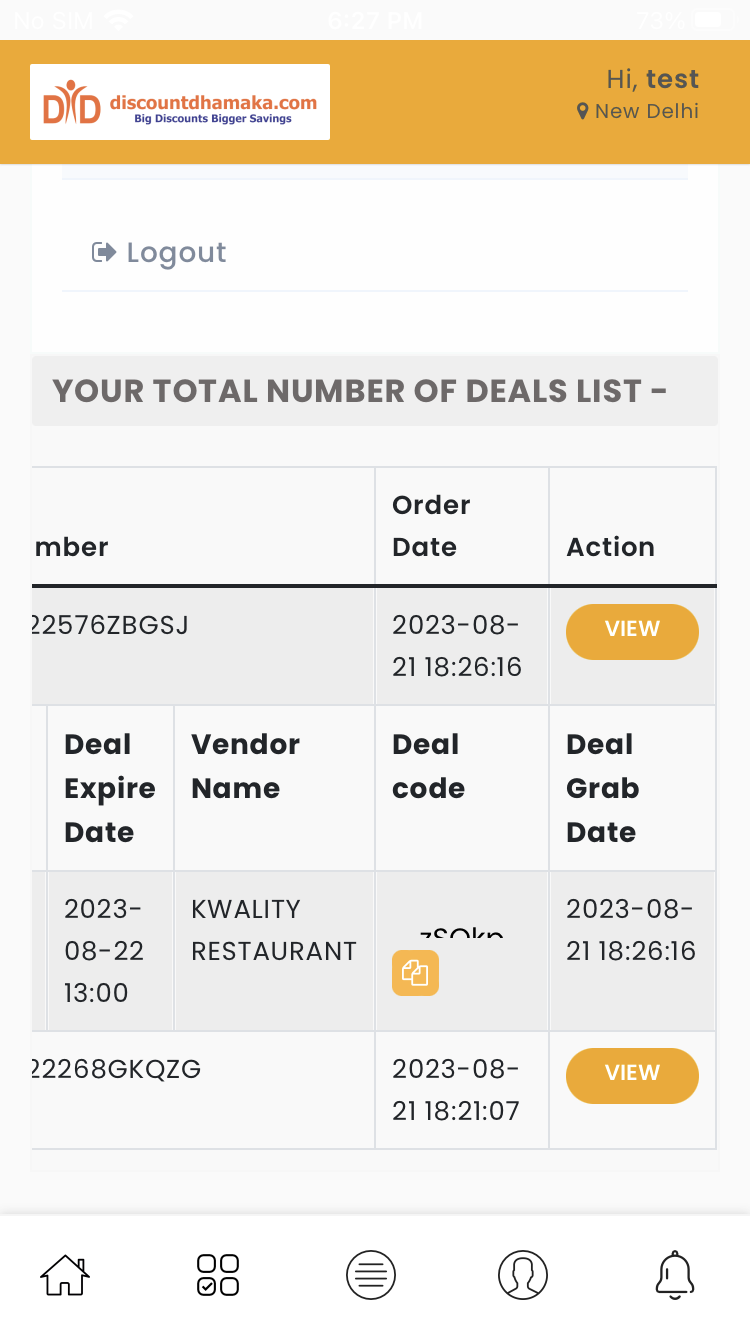 No SIM 6:27 PM 73%
DYD discountdhamaka.com
Big Discounts Bigger Savings
Hi, test
New Delhi
Logout
YOUR TOTAL NUMBER OF DEALS LIST -
mber Order Date Action
22576ZBGSJ 2023-08-21 18:26:16 VIEW
Deal Expire Date Vendor Name Deal code Deal Grab Date
2023-08-22 13:00 KWALITY RESTAURANT 2023-08-21 18:26:16
22268GKQZG 2023-08-21 18:21:07 VIEW